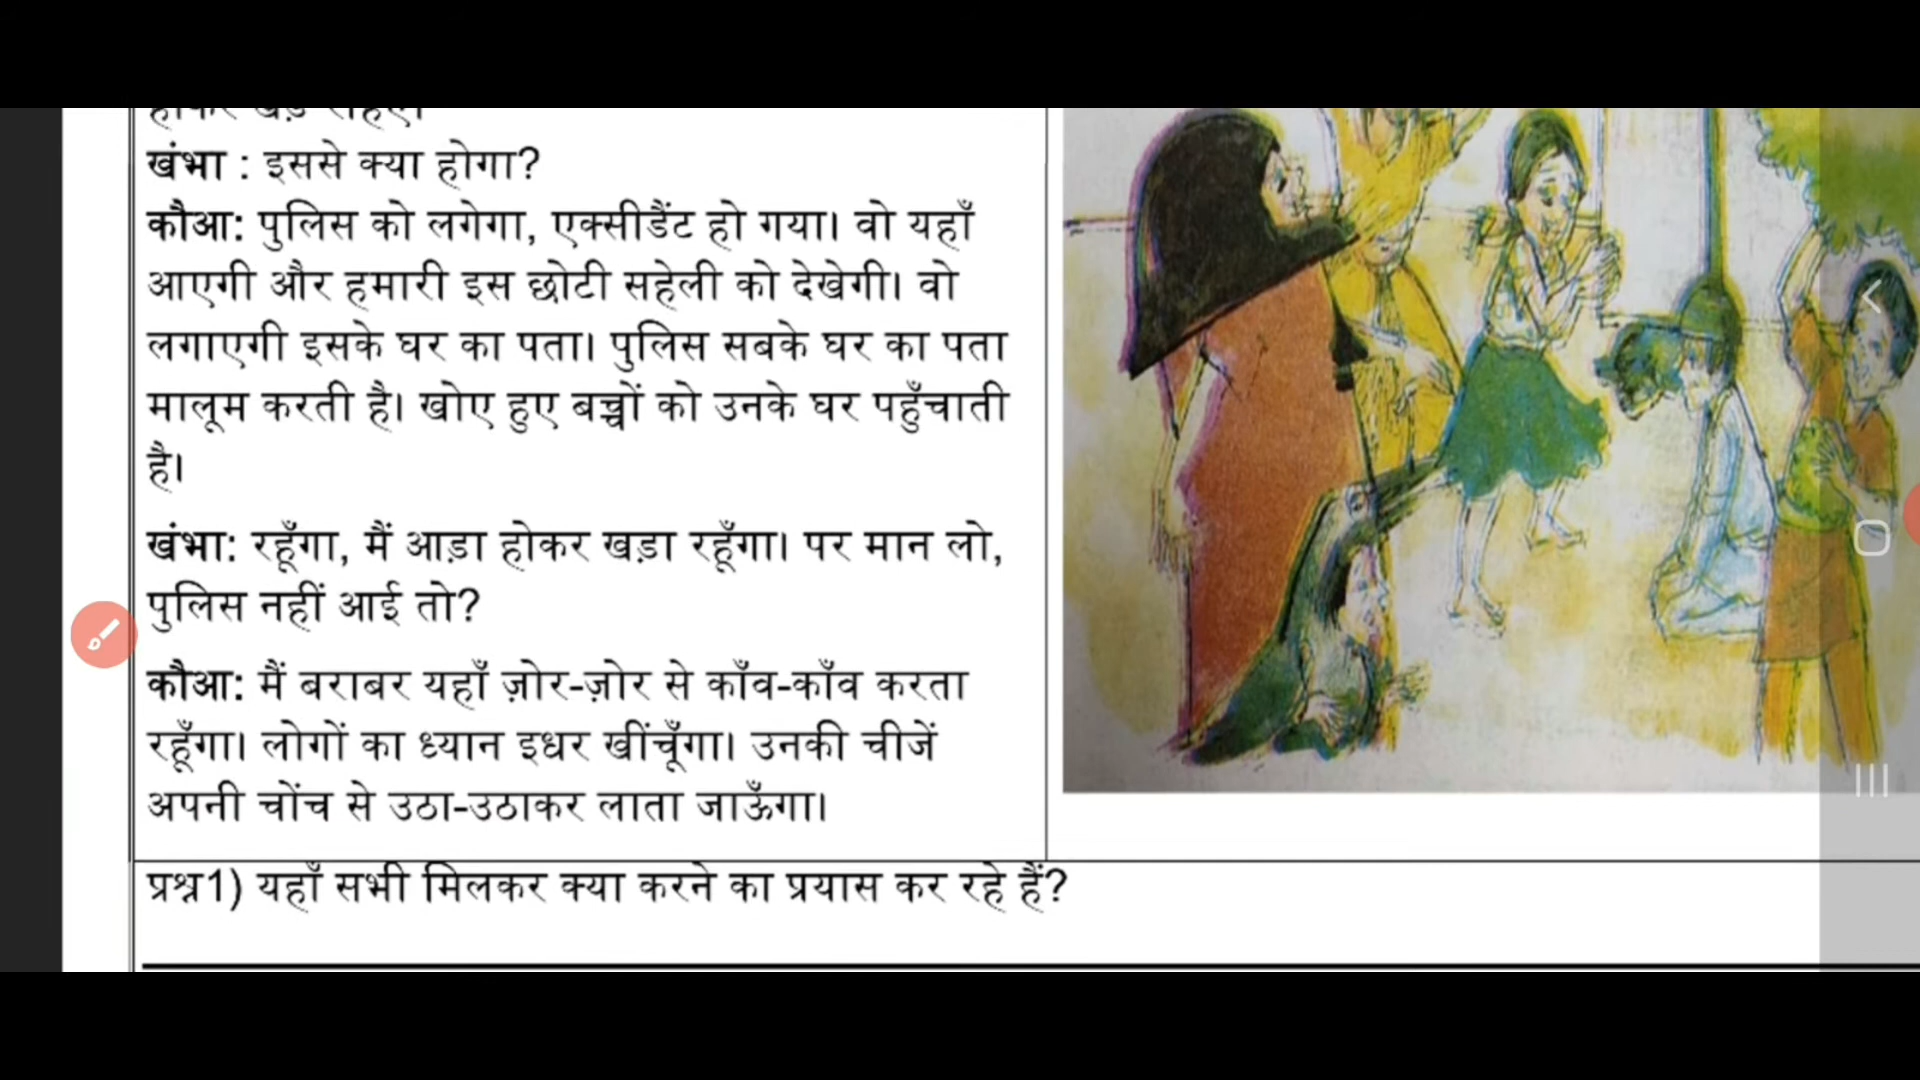 खंभा : इससे क्या होगा?
कौआ: पुलिस को लगेगा, एक्सीडैंट हो गया। वो यहाँ
आएगी और हमारी इस छोटी सहेली को देखेगी। वो
लगाएगी इसके घर का पता। पुलिस सबके घर का पता
मालूम करती है। खोए हुए बच्चों को उनके घर पहुँचाती
है।
खंभा: रहूँगा, मैं आड़ा होकर खड़ा रहूँगा। पर मान लो,
पुलिस नहीं आई तो?
कौआ: मैं बराबर यहाँ ज़ोर-ज़ोर से काँव-काँव करता
रहूँगा। लोगों का ध्यान इधर खींचूँगा। उनकी चीजें
अपनी चोंच से उठा-उठाकर लाता जाऊँगा।
प्रश्न1) यहाँ सभी मिलकर क्या करने का प्रयास कर रहे हैं?